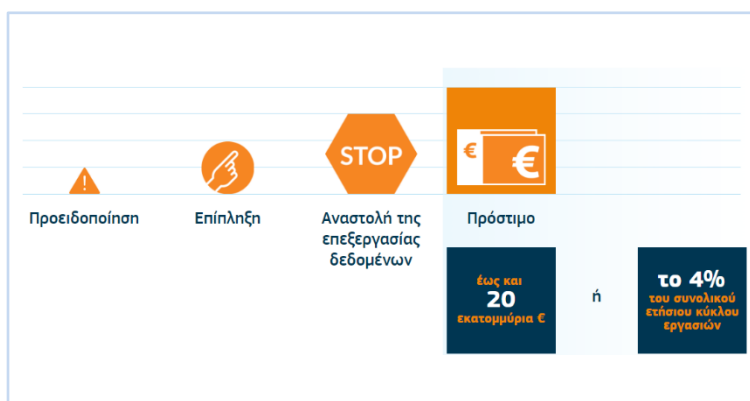 !
STOP
€
€
Προειδοποίηση
Επίπληξη
Αναστολή της
επεξεργασίας
δεδομένων
Πρόστιμο
έως και
20
εκατομμύρια €
ή
το 4%
του συνολικού
ετήσιου κύκλου
εργασιών